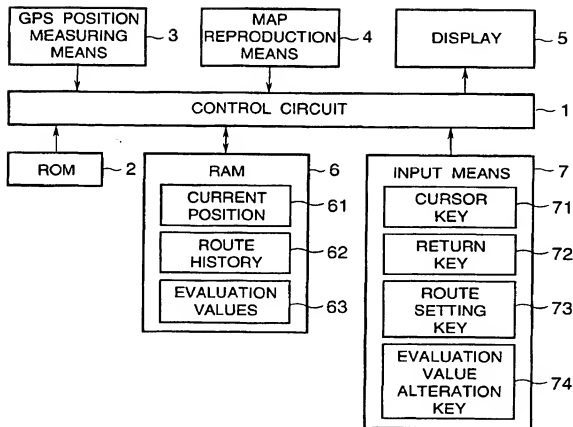 GPS POSITION
MEASURING
MEANS
3
MAP
REPRODUCTION
MEANS
4
DISPLAY
5
CONTROL CIRCUIT
1
ROM
2
RAM
6
CURRENT
POSITION
61
ROUTE
HISTORY
62
EVALUATION
VALUES
63
INPUT MEANS
7
CURSOR
KEY
71
RETURN
KEY
72
ROUTE
SETTING
KEY
73
EVALUATION
VALUE
ALTERATION
KEY
74